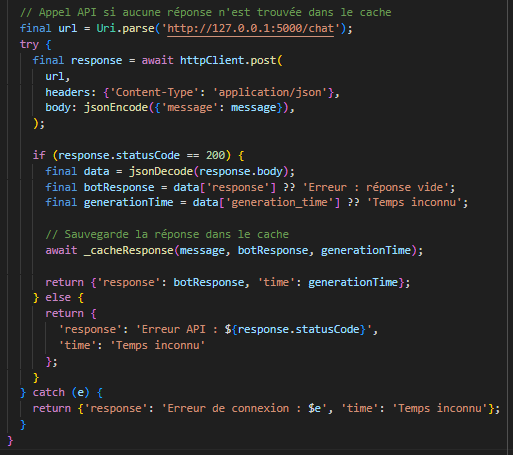 // Appel API si aucune réponse n'est trouvée dans le cache
final url = Uri.parse('http://127.0.0.1:5000/chat');
try {
  final response = await httpClient.post(
    url,
    headers: {'Content-Type': 'application/json'},
    body: jsonEncode({'message': message}),
  );

  if (response.statusCode == 200) {
    final data = jsonDecode(response.body);
    final botResponse = data['response'] ?? 'Erreur : réponse vide';
    final generationTime = data['generation_time'] ?? 'Temps inconnu';

    // Sauvegarde la réponse dans le cache
    await _cacheResponse(message, botResponse, generationTime);

    return {'response': botResponse, 'time': generationTime};
  } else {
    return {
      'response': 'Erreur API : ${response.statusCode}',
      'time': 'Temps inconnu'
    };
  }
} catch (e) {
  return {'response': 'Erreur de connexion : $e', 'time': 'Temps inconnu'};
}
}